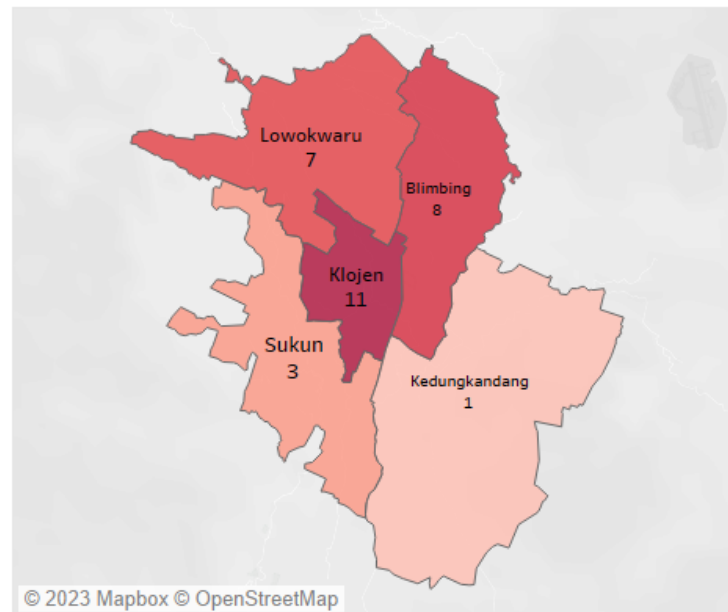 Lowokwaru
7
Blimbing
8
Klojen
11
Sukun
3
Kedungkandang
1
© 2023 Mapbox © OpenStreetMap